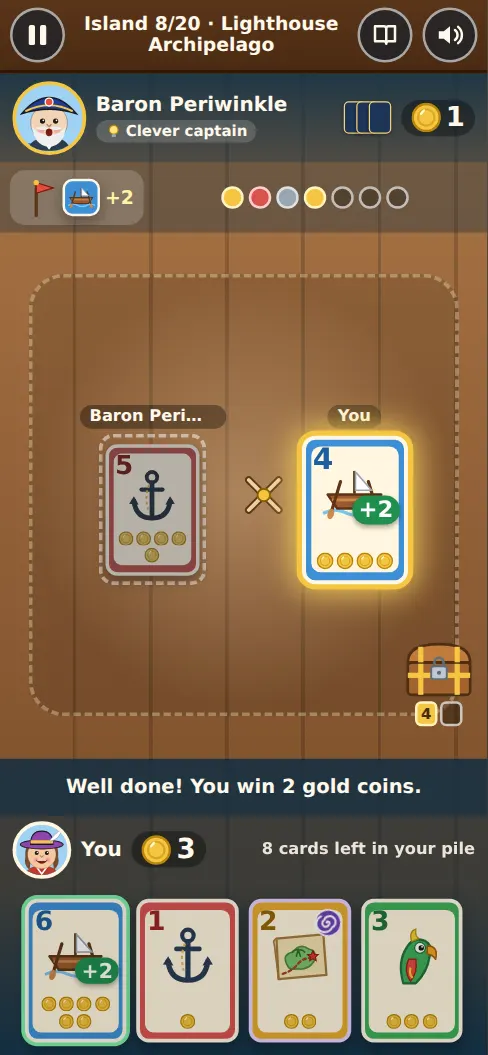 Island 8/20 · Lighthouse
Archipelago
Baron Periwinkle
Clever captain
1
+2
Baron Peri...
You
5
4
+2
4
Well done! You win 2 gold coins.
You
3
8 cards left in your pile
6
+2
1
2
3